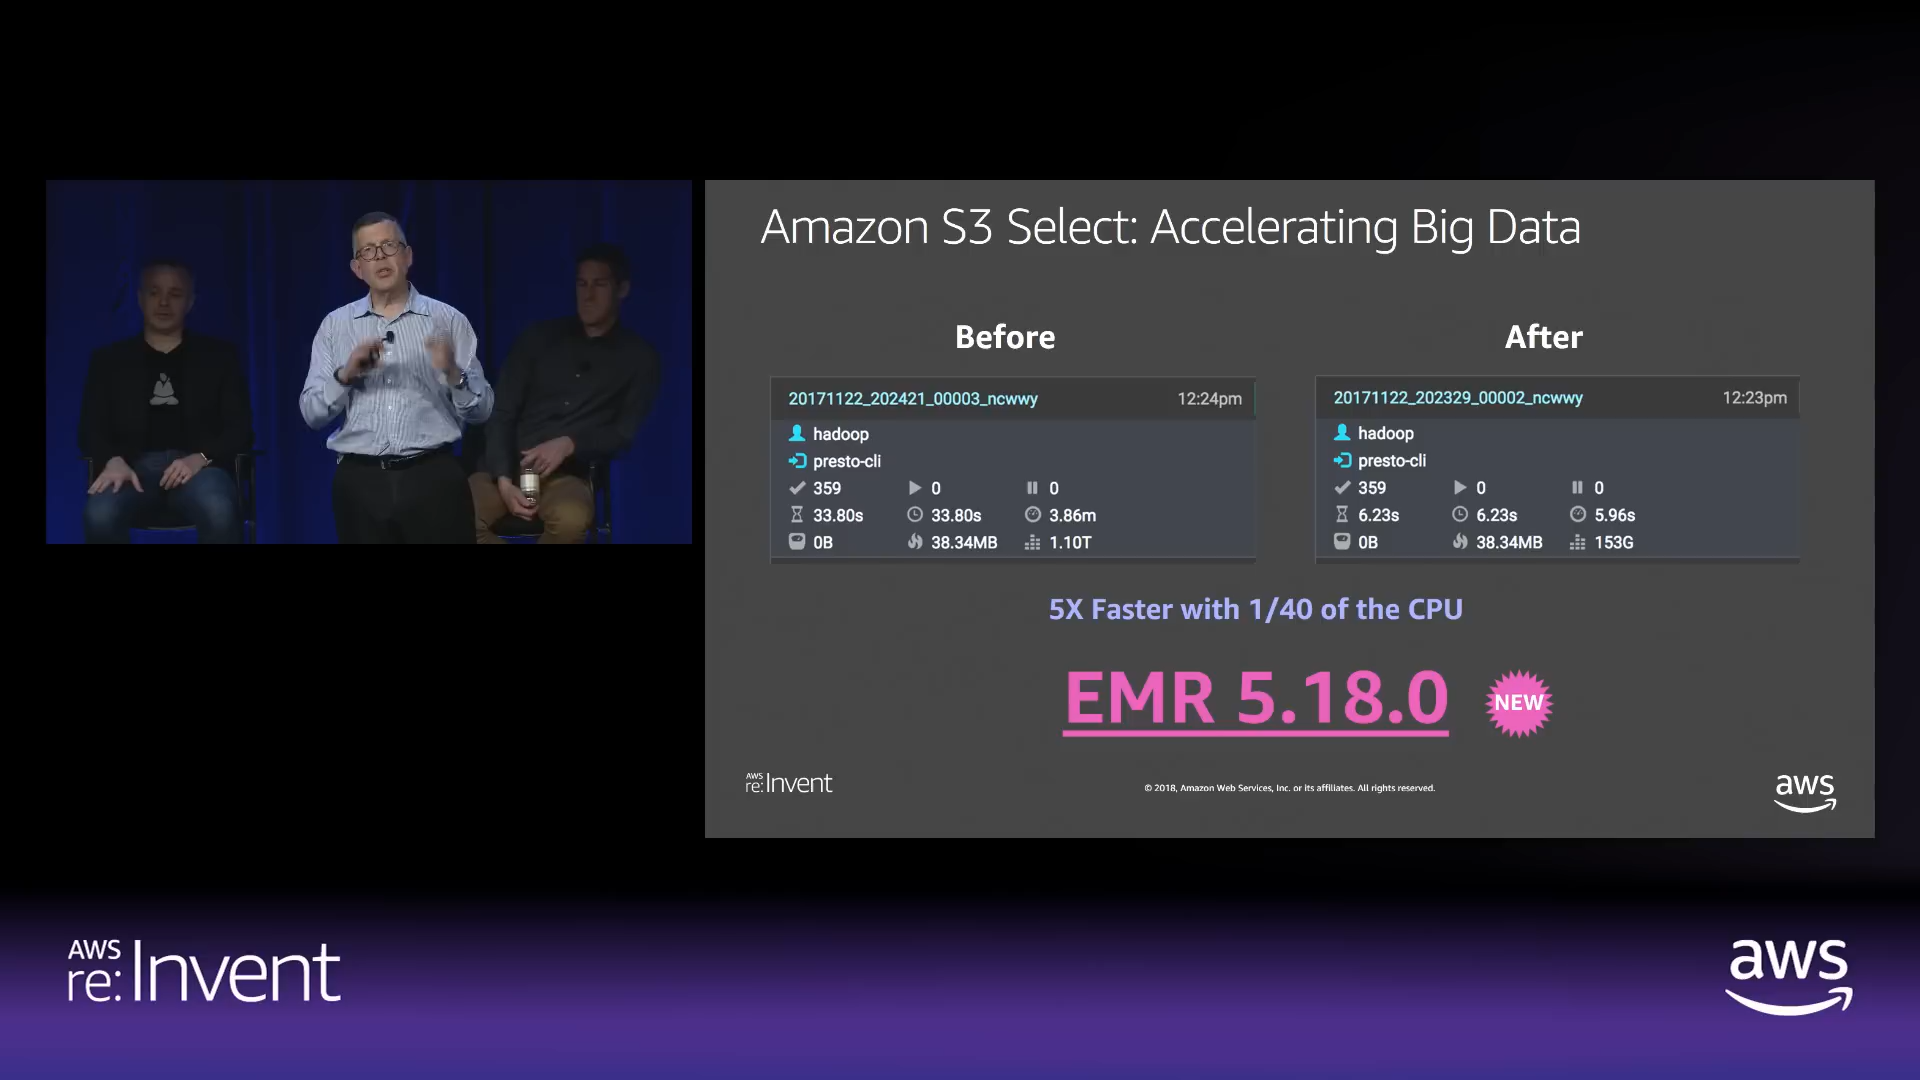 Amazon S3 Select: Accelerating Big Data
Before
20171122_202421_00003_ncwwy 12:24pm
hadoop
presto-cli
359 0 0
33.80s 33.80s 3.86m
0B 38.34MB 1.10T
After
20171122_202329_00002_ncwwy 12:23pm
hadoop
presto-cli
359 0 0
6.23s 6.23s 5.96s
0B 38.34MB 153G
5X Faster with 1/40 of the CPU
EMR 5.18.0
NEW
AWS
re:Invent
© 2018, Amazon Web Services, Inc. or its affiliates. All rights reserved.
aws
AWS
re:Invent
aws